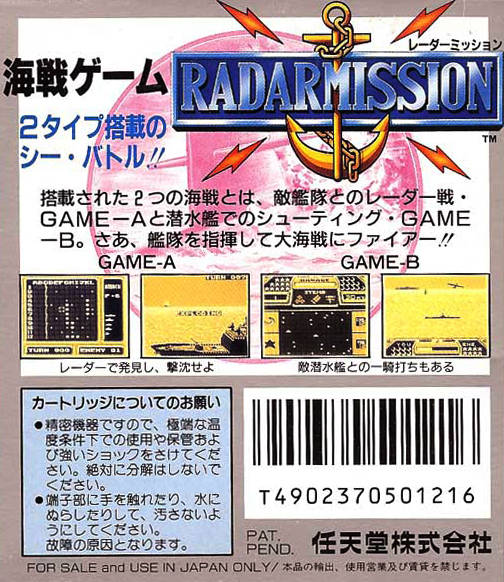 レーダーミッション
海戦ゲーム
RADARMISSION
TM
2タイプ搭載の
シー・バトル!!
搭載された2つの海戦とは、敵艦隊とのレーダー戦・
GAME－Aと潜水艦でのシューティング・GAME
－B。さあ、艦隊を指揮して大海戦にファイアー!!
GAME-A
GAME-B
TURN 007
EXPLODING
TURN 000 ENEMY 01
レーダーで発見し、撃沈せよ
敵潜水艦との一騎打ちもある
カートリッジについてのお願い
●精密機器ですので、極端な温
度条件下での使用や保管およ
び強いショックをさけてくだ
さい。絶対に分解はしないで
ください。
●端子部に手を触れたり、水に
ぬらしたりして、汚さないよ
うにしてください。
故障の原因となります。
T4902370501216
PAT.
PEND.
任天堂株式会社
FOR SALE and USE IN JAPAN ONLY/ 本品の輸出、使用営業及び賃貸を禁じます。